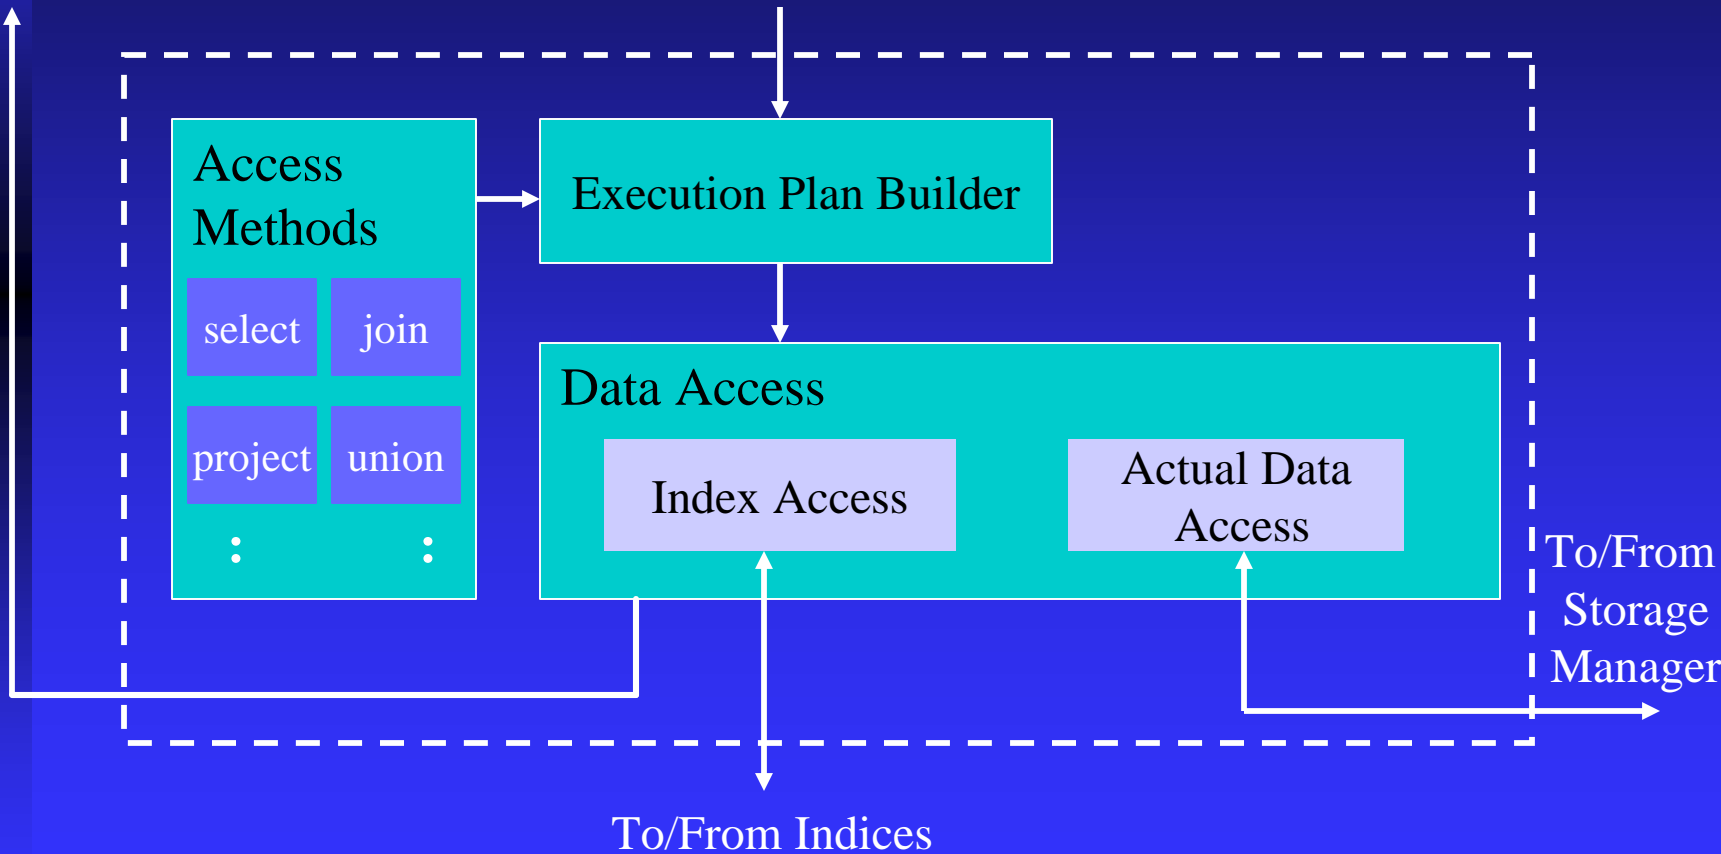 Access
Methods
select
join
project
union
:
:
Execution Plan Builder
Data Access
Index Access
Actual Data
Access
To/From
Storage
Manager
To/From Indices